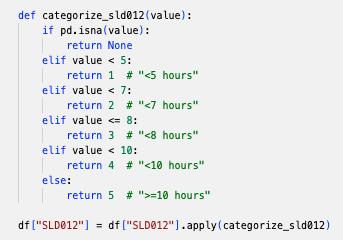 def categorize_sld012(value):
    if pd.isna(value):
        return None
    elif value < 5:
        return 1  # "<5 hours"
    elif value < 7:
        return 2  # "<7 hours"
    elif value <= 8:
        return 3  # "<8 hours"
    elif value < 10:
        return 4  # "<10 hours"
    else:
        return 5  # ">=10 hours"

df["SLD012"] = df["SLD012"].apply(categorize_sld012)